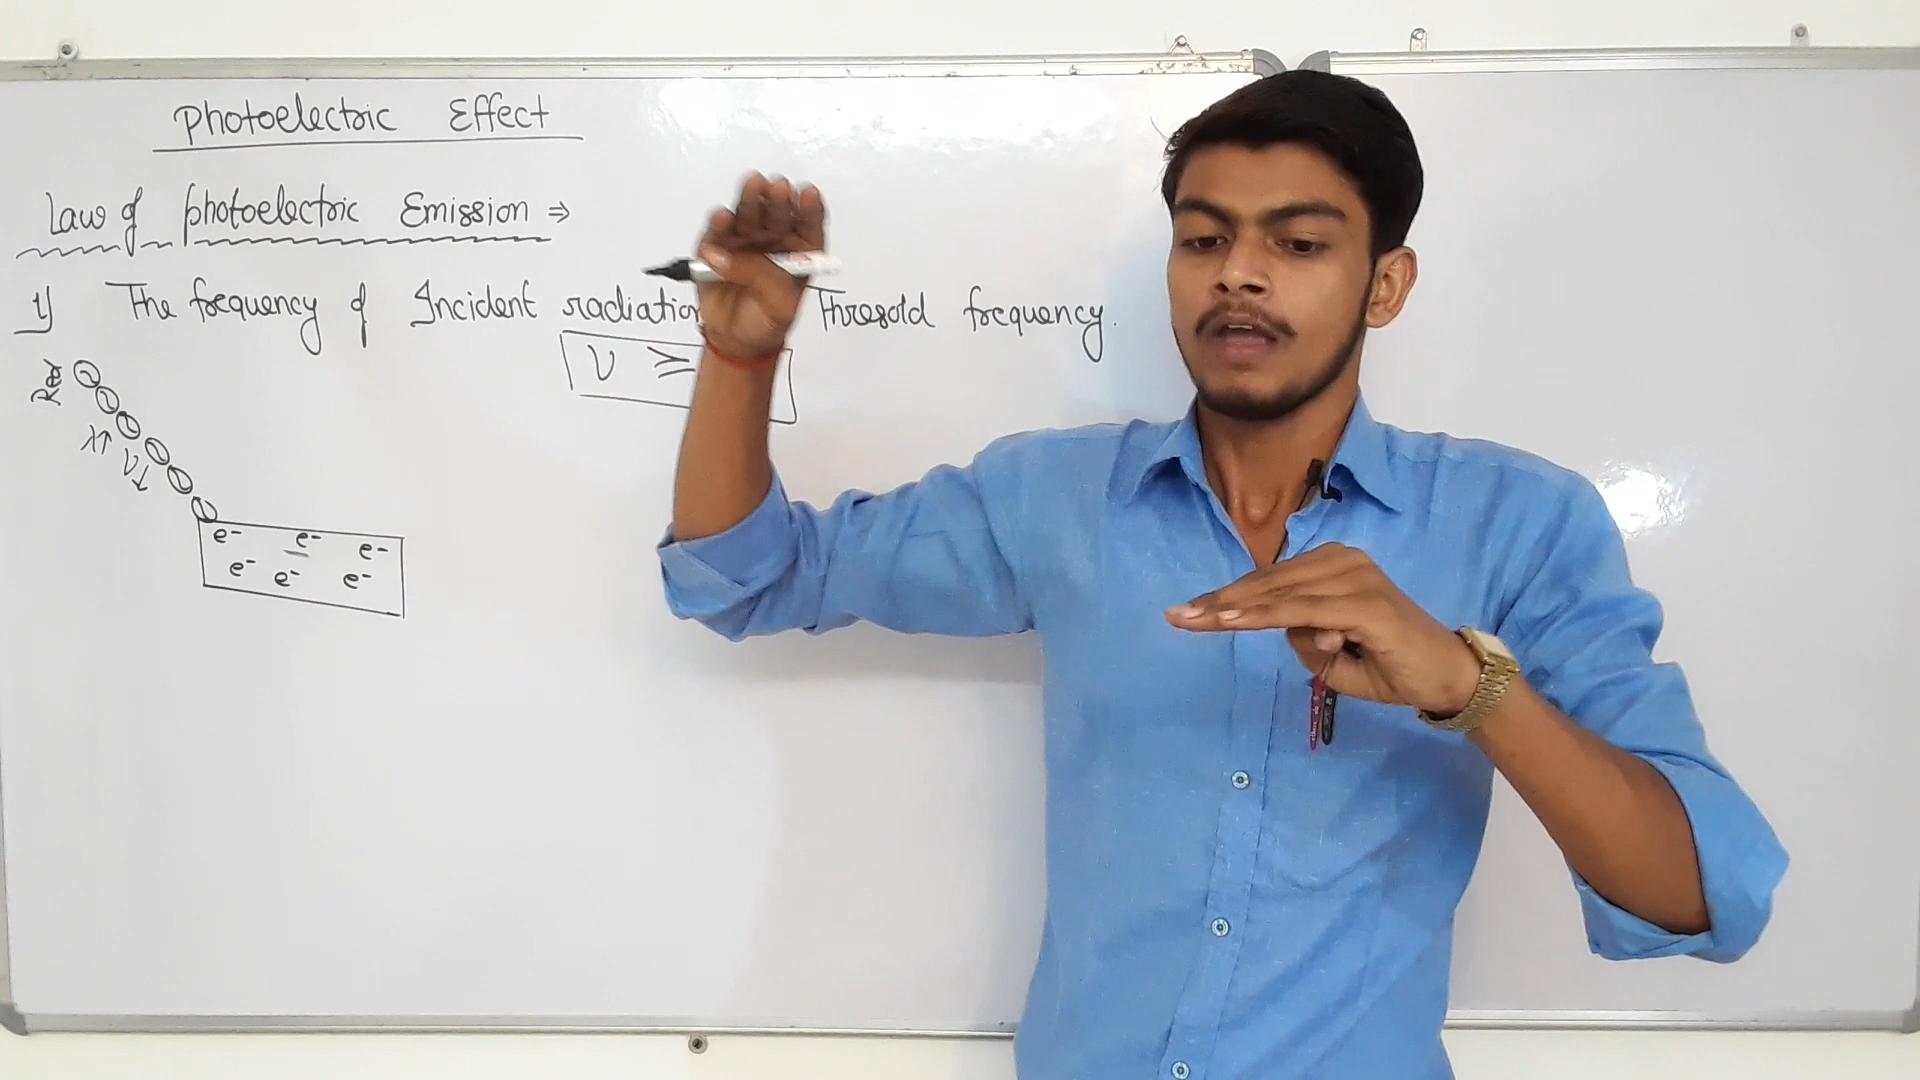 Photoelectric Effect
Law of photoelectric Emission ⇒
1) The frequency of Incident radiation Thresold frequency.
ν ≥
Red
λ↑
ν↓
e- e- e-
e- e- e-